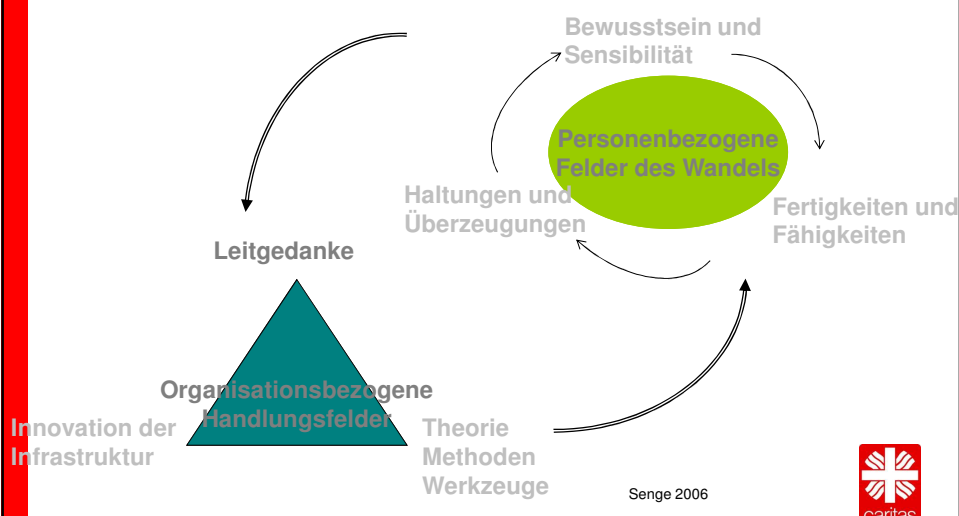 Bewusstsein und
Sensibilität
Personenbezogene
Felder des Wandels
Haltungen und
Überzeugungen
Fertigkeiten und
Fähigkeiten
Leitgedanke
Organisationsbezogene
Handlungsfelder
Innovation der
Infrastruktur
Theorie
Methoden
Werkzeuge
Senge 2006
caritas